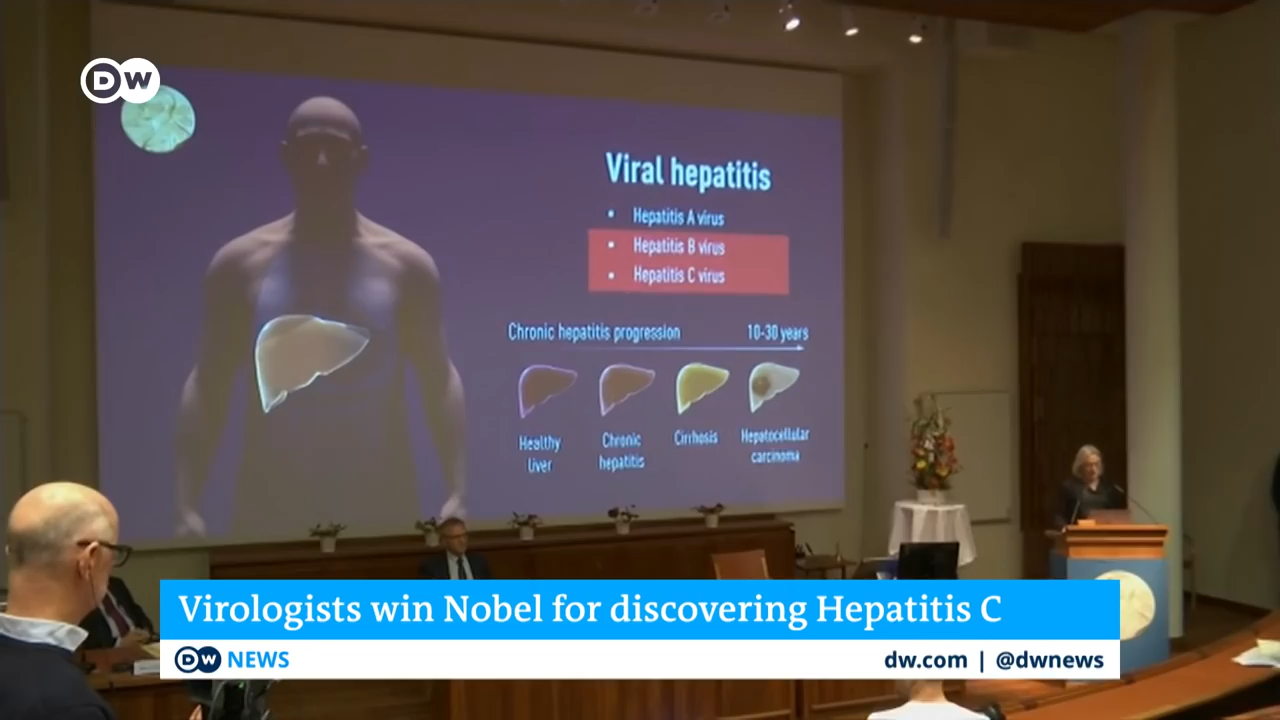 DW
Viral hepatitis
• Hepatitis A virus
• Hepatitis B virus
• Hepatitis C virus
Chronic hepatitis progression 10-30 years
Healthy liver
Chronic hepatitis
Cirrhosis
Hepatocellular carcinoma
Virologists win Nobel for discovering Hepatitis C
DW NEWS dw.com | @dwnews